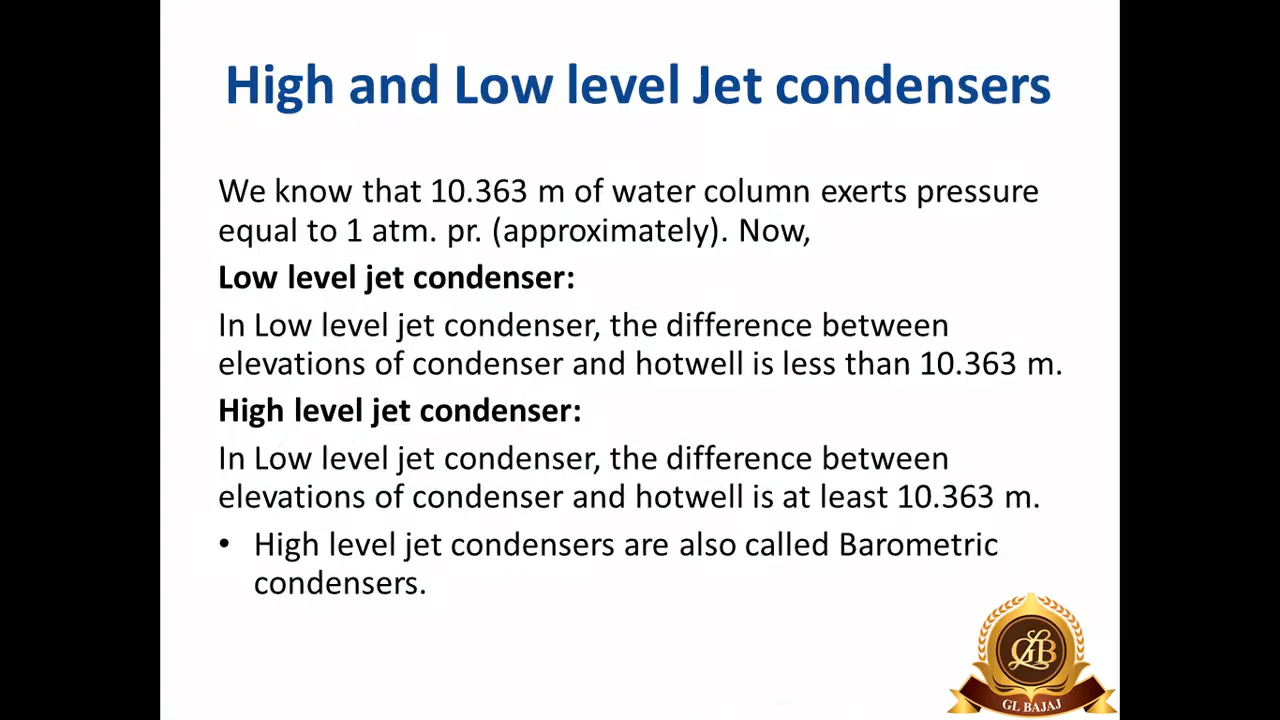 High and Low level Jet condensers
We know that 10.363 m of water column exerts pressure
equal to 1 atm. pr. (approximately). Now,
Low level jet condenser:
In Low level jet condenser, the difference between
elevations of condenser and hotwell is less than 10.363 m.
High level jet condenser:
In Low level jet condenser, the difference between
elevations of condenser and hotwell is at least 10.363 m.
• High level jet condensers are also called Barometric
condensers.
GLB
GL BAJAJ